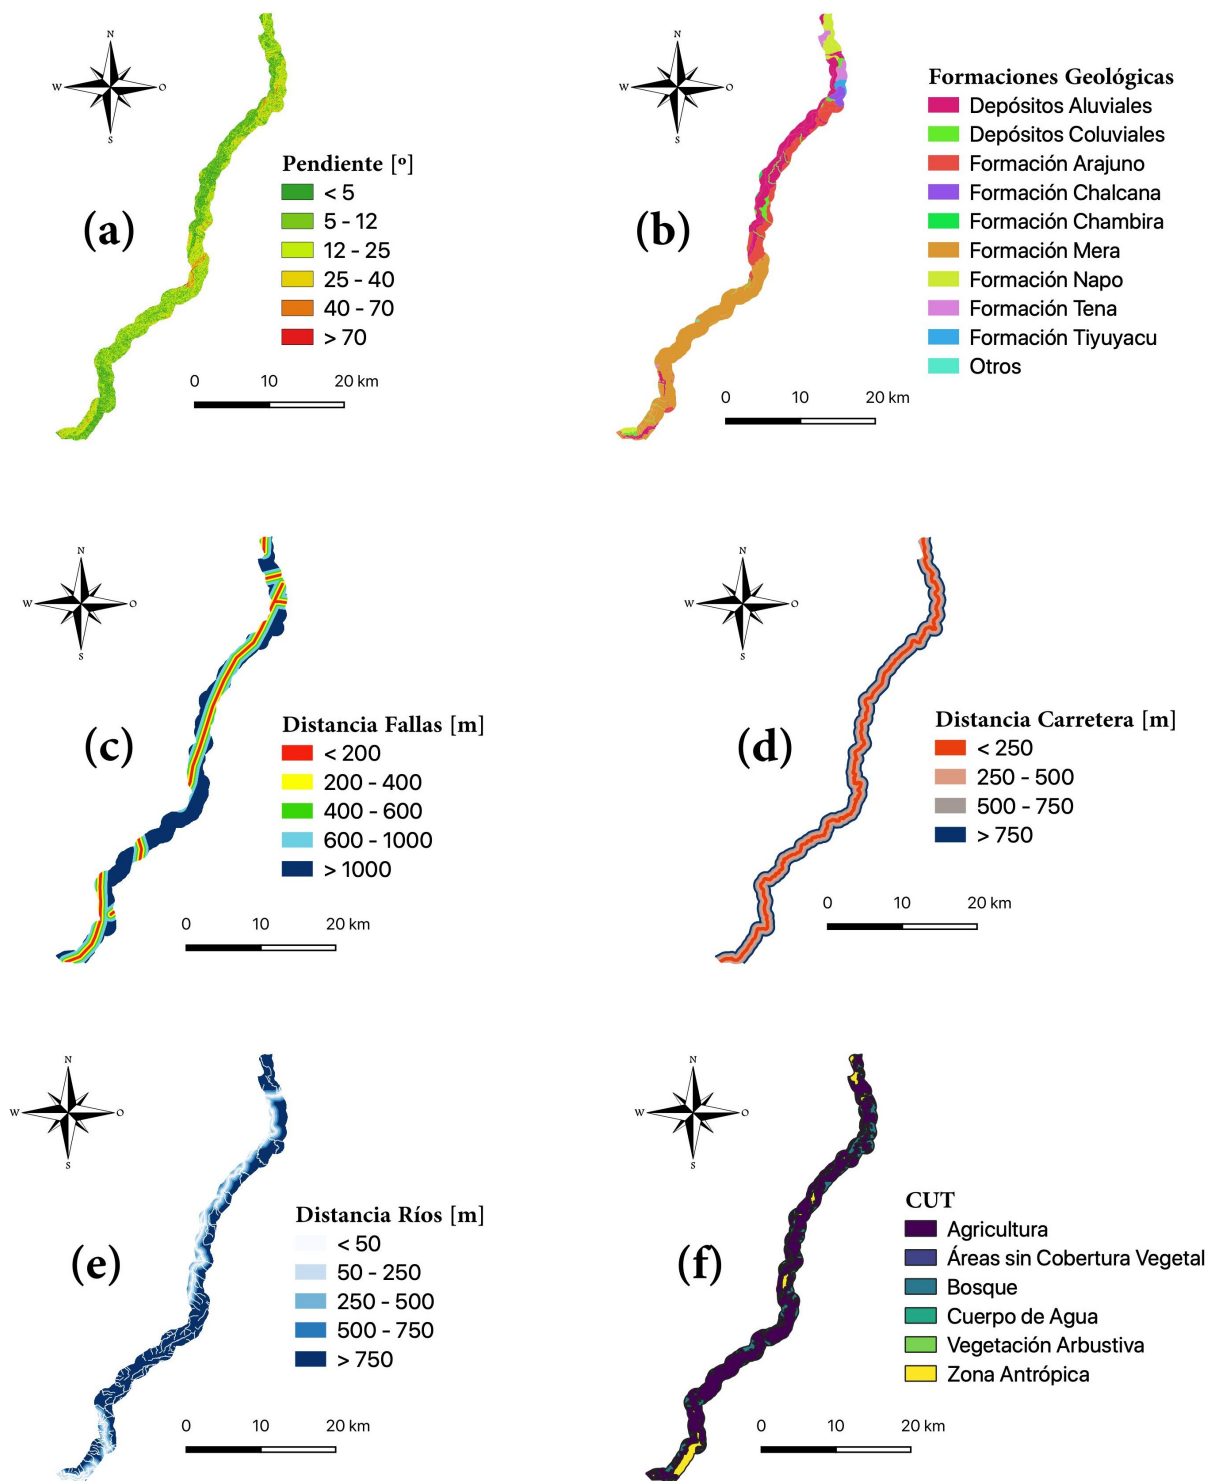 N
W
O
S
(a)
Pendiente [º]
< 5
5 - 12
12 - 25
25 - 40
40 - 70
> 70
0 10 20 km
N
W
O
S
(b)
Formaciones Geológicas
Depósitos Aluviales
Depósitos Coluviales
Formación Arajuno
Formación Chalcana
Formación Chambira
Formación Mera
Formación Napo
Formación Tena
Formación Tiyuyacu
Otros
0 10 20 km
N
W
O
S
(c)
Distancia Fallas [m]
< 200
200 - 400
400 - 600
600 - 1000
> 1000
0 10 20 km
N
W
O
S
(d)
Distancia Carretera [m]
< 250
250 - 500
500 - 750
> 750
0 10 20 km
N
W
O
S
(e)
Distancia Ríos [m]
< 50
50 - 250
250 - 500
500 - 750
> 750
0 10 20 km
N
W
O
S
(f)
CUT
Agricultura
Áreas sin Cobertura Vegetal
Bosque
Cuerpo de Agua
Vegetación Arbustiva
Zona Antrópica
0 10 20 km